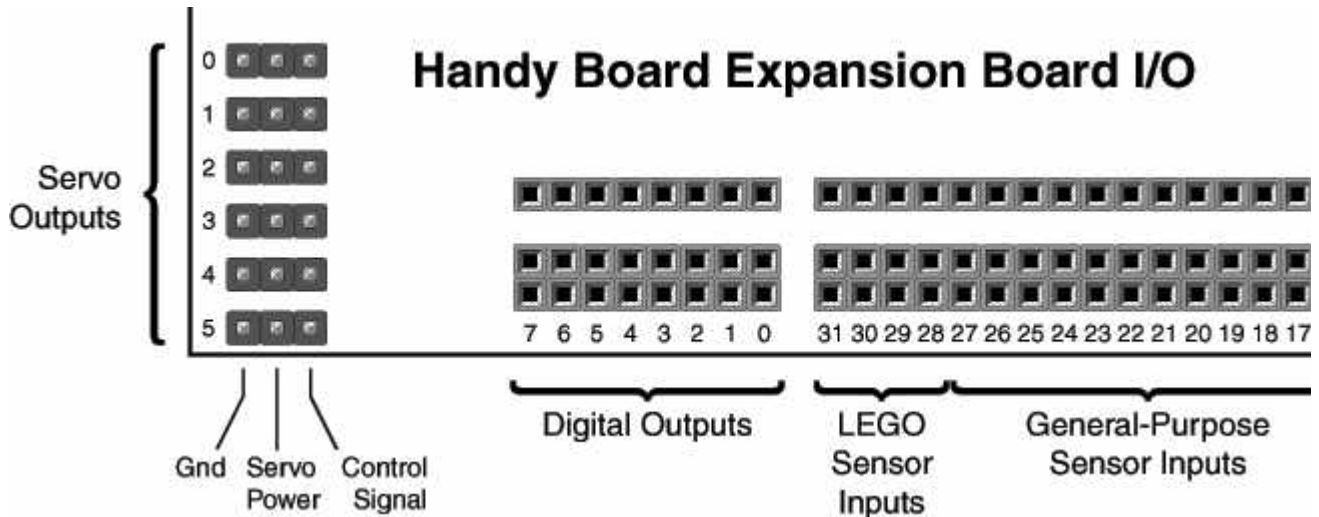 Handy Board Expansion Board I/O
0
1
2
3
4
5
Servo
Outputs
7 6 5 4 3 2 1 0
31 30 29 28 27 26 25 24 23 22 21 20 19 18 17
Digital Outputs
LEGO
Sensor
Inputs
General-Purpose
Sensor Inputs
Gnd
Servo
Power
Control
Signal